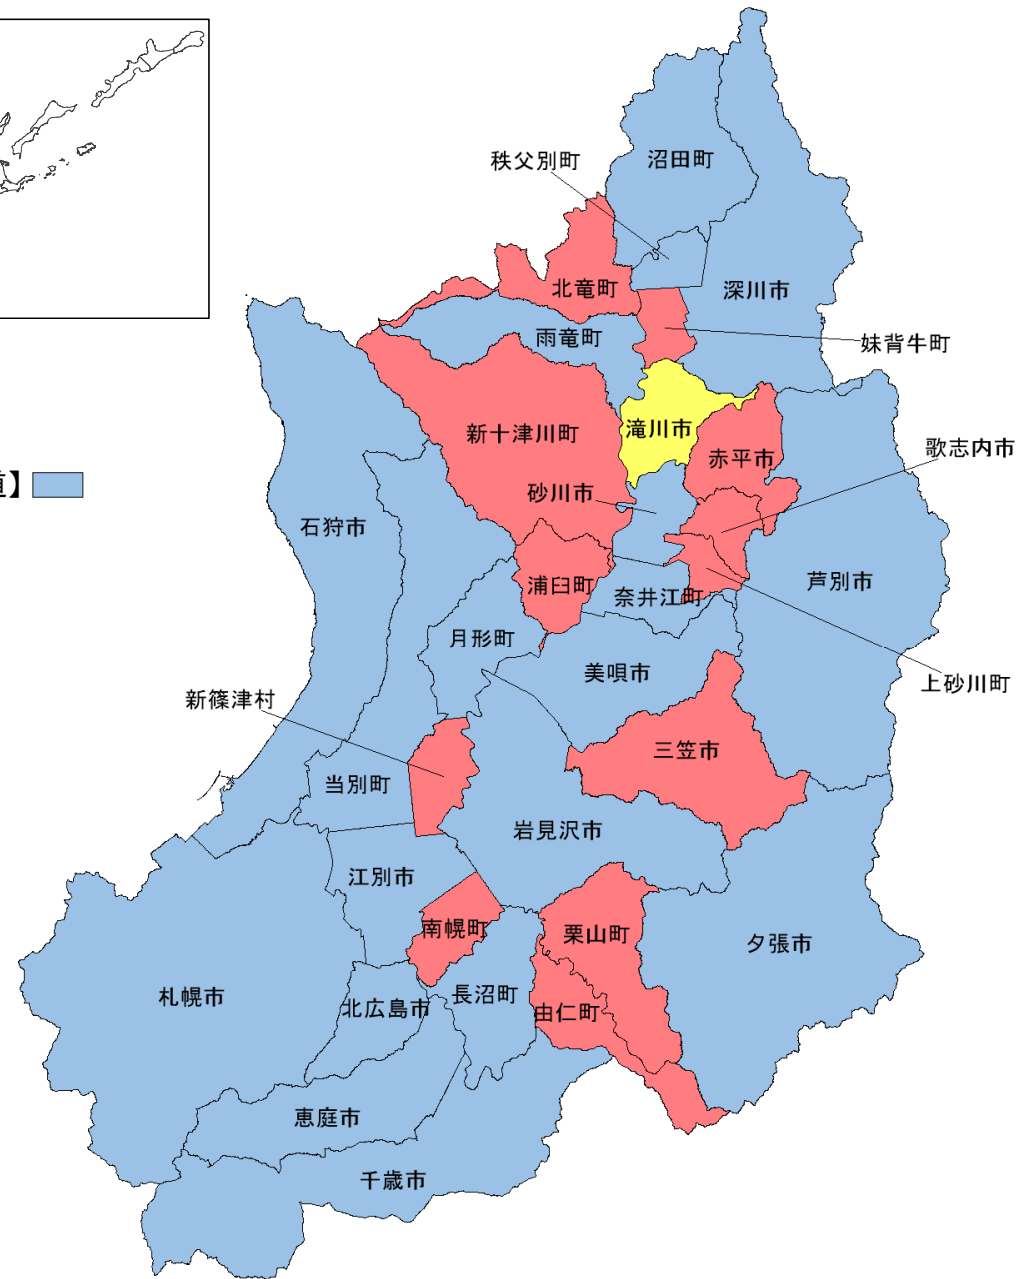 沼田町
秩父別町
北竜町
深川市
雨竜町
妹背牛町
滝川市
新十津川町
赤平市
歌志内市
砂川市
】
石狩市
浦臼町
奈井江町
芦別市
月形町
美唄市
上砂川町
新篠津村
三笠市
当別町
岩見沢市
江別市
南幌町
栗山町
夕張市
札幌市
長沼町
北広島市
由仁町
恵庭市
千歳市